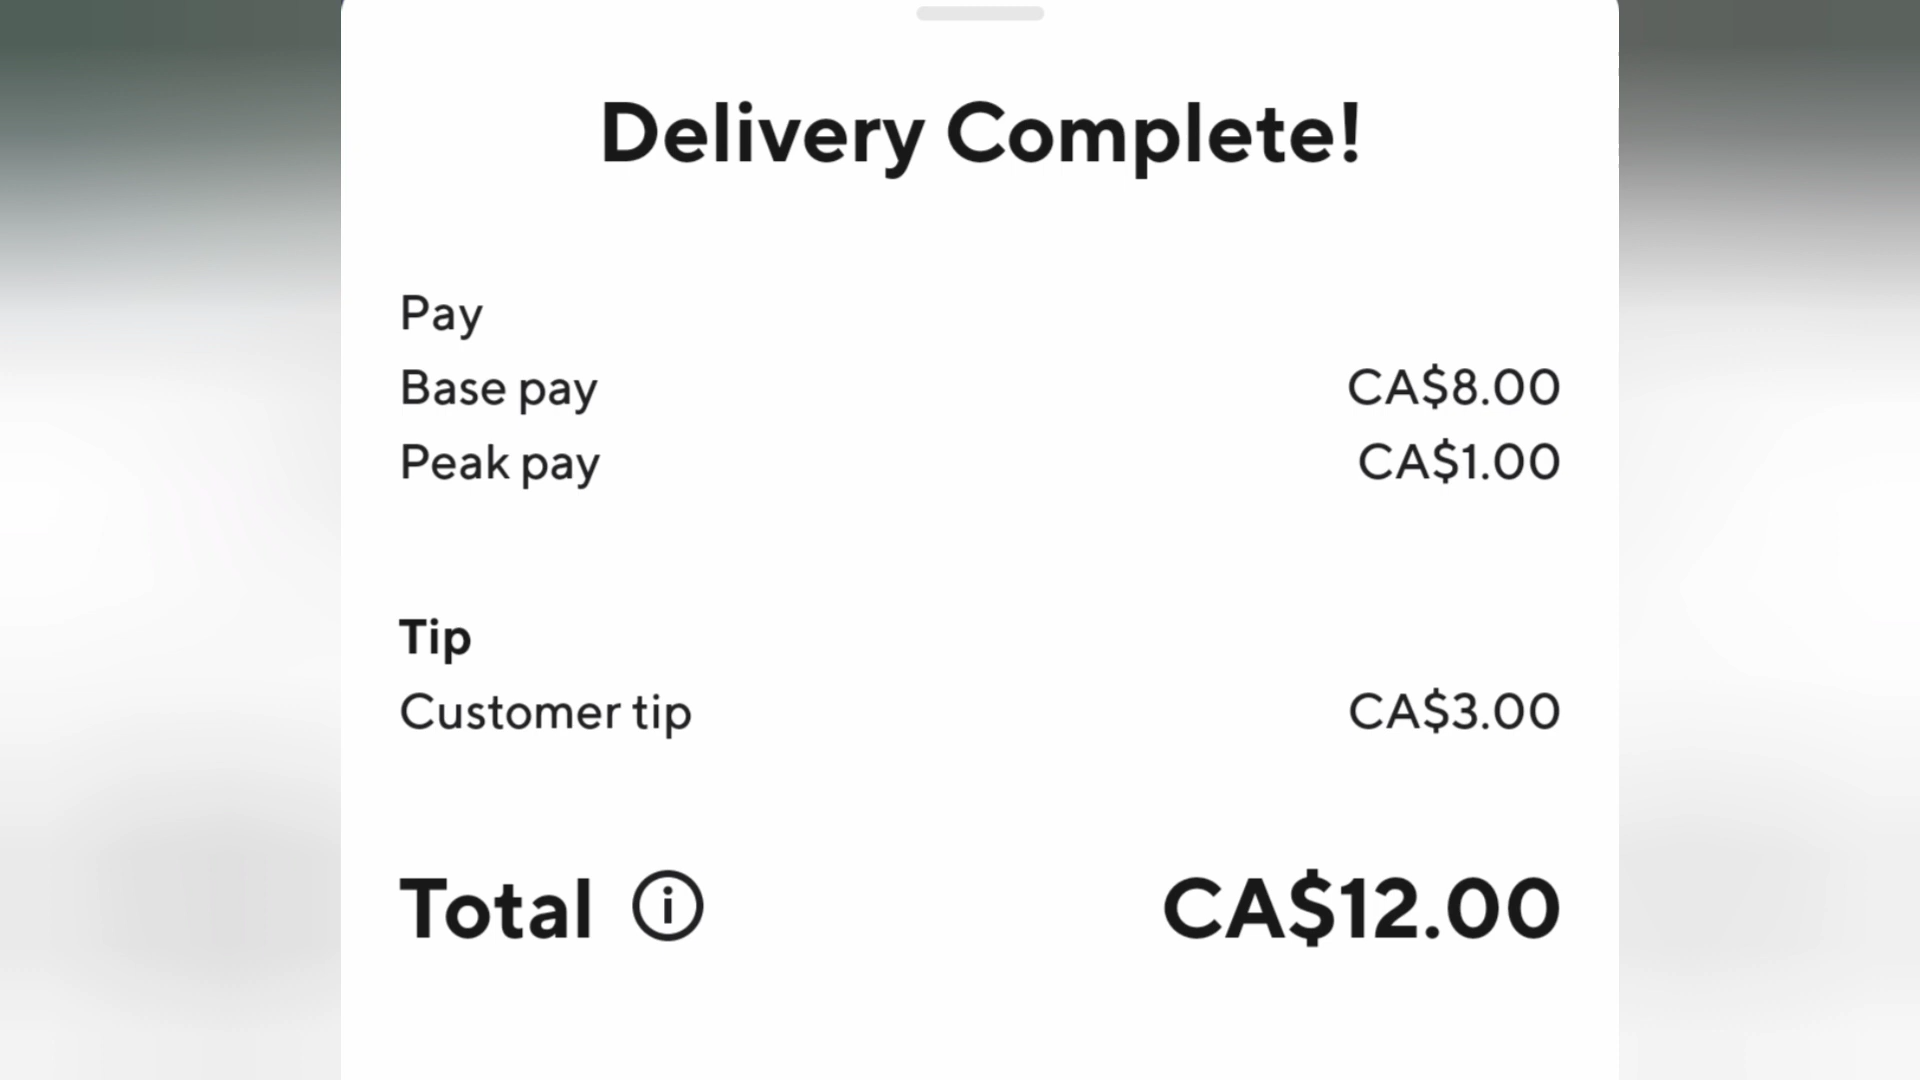 Delivery Complete!
Pay
Base pay CA$8.00
Peak pay CA$1.00
Tip
Customer tip CA$3.00
Total CA$12.00